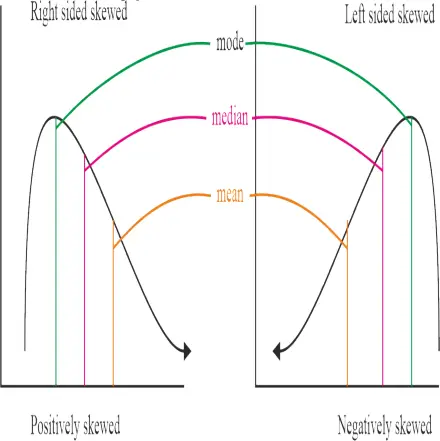 Right sided skewed
Left sided skewed
mode
median
mean
Positively skewed
Negatively skewed